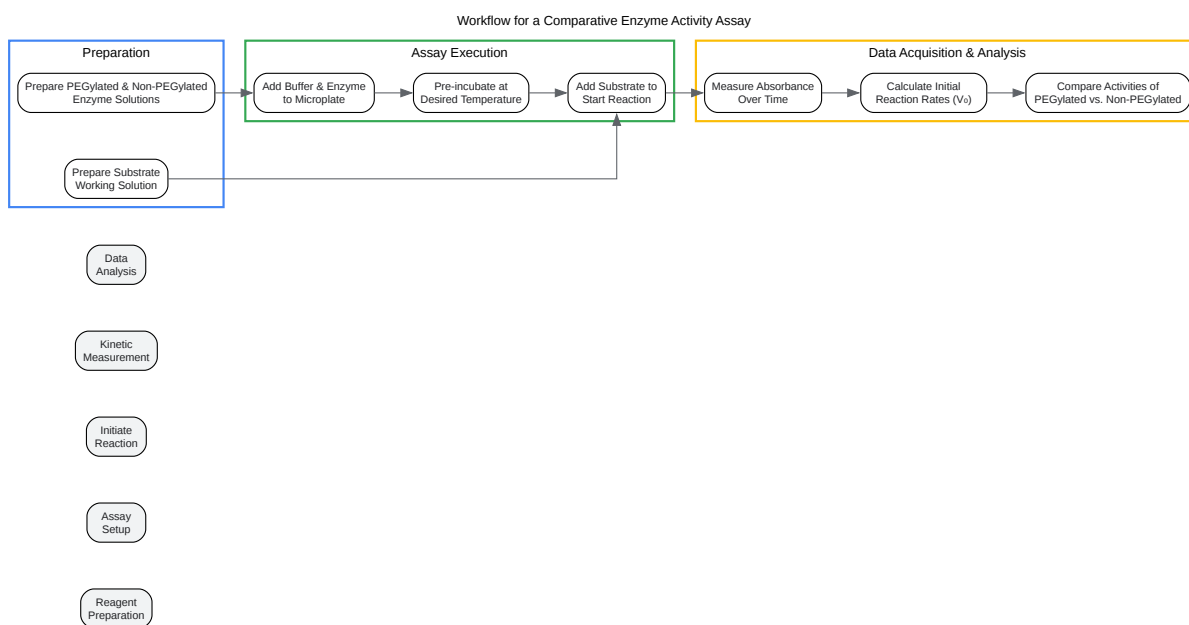 Workflow for a Comparative Enzyme Activity Assay
Preparation
Prepare PEGylated & Non-PEGylated
Enzyme Solutions
Prepare Substrate
Working Solution
Assay Execution
Add Buffer & Enzyme
to Microplate
Pre-incubate at
Desired Temperature
Add Substrate to
Start Reaction
Data Acquisition & Analysis
Measure Absorbance
Over Time
Calculate Initial
Reaction Rates (V₀)
Compare Activities of
PEGylated vs. Non-PEGylated
Data
Analysis
Kinetic
Measurement
Initiate
Reaction
Assay
Setup
Reagent
Preparation